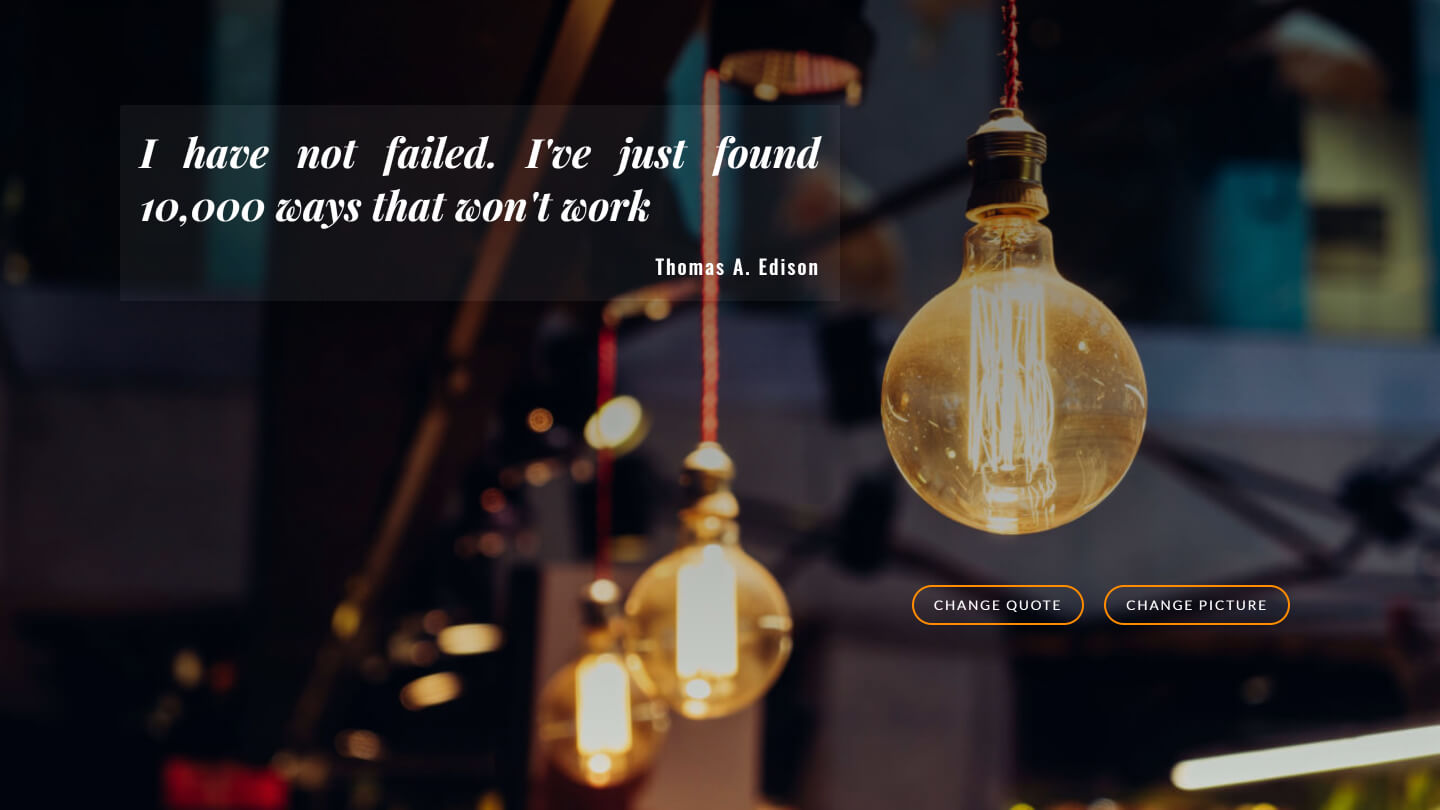 I have not failed. I've just found
10,000 ways that won't work
Thomas A. Edison
CHANGE QUOTE
CHANGE PICTURE